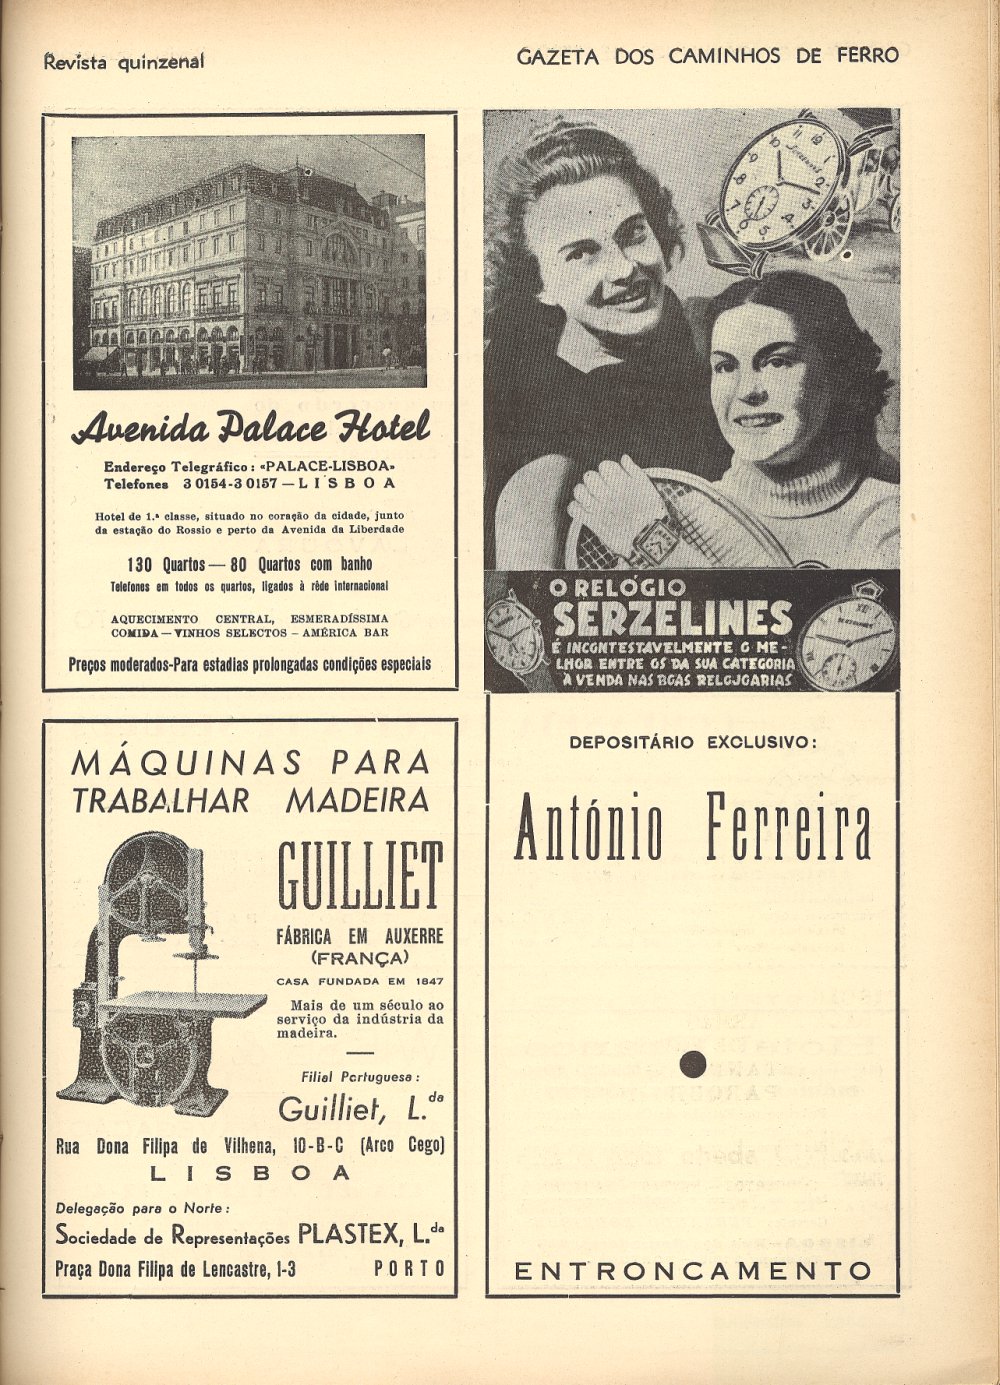 Revista quinzenal
GAZETA DOS CAMINHOS DE FERRO
Avenida Palace Hotel
Endereço Telegráfico: «PALACE-LISBOA»
Telefones 3 0154-3 0157 — LISBOA
Hotel de 1.ª classe, situado no coração da cidade, junto
da estação do Rossio e perto da Avenida da Liberdade
130 Quartos — 80 Quartos com banho
Telefones em todos os quartos, ligados à rêde internacional
AQUECIMENTO CENTRAL, ESMERADÍSSIMA
COMIDA — VINHOS SELECTOS – AMÉRICA BAR
Preços moderados-Para estadias prolongadas condições especiais
O RELÓGIO
SERZELINES
É INCONTESTAVELMENTE O ME-
LHOR ENTRE OS DA SUA CATEGORIA
À VENDA NAS BOAS RELOJOARIAS
DEPOSITÁRIO EXCLUSIVO:
António Ferreira
ENTRONCAMENTO
MÁQUINAS PARA
TRABALHAR MADEIRA
GUILLIET
FÁBRICA EM AUXERRE
(FRANÇA)
CASA FUNDADA EM 1847
Mais de um século ao
serviço da indústria da
madeira.
Filial Portuguesa:
Guilliet, L.da
Rua Dona Filipa de Vilhena, 10-B-C (Arco Cego)
LISBOA
Delegação para o Norte:
Sociedade de Representações PLASTEX, L.da
Praça Dona Filipa de Lencastre, 1-3 PORTO